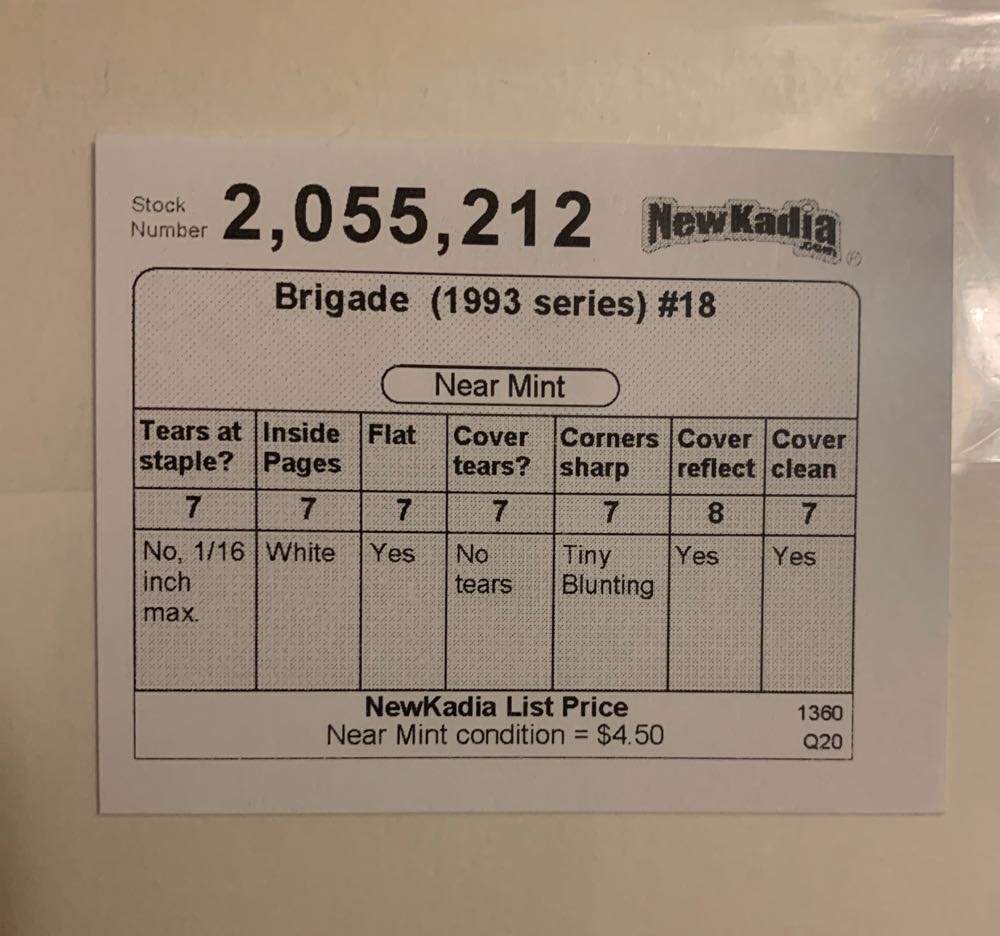 Stock Number 2,055,212 NewKadia .com ®
Brigade (1993 series) #18
Near Mint
Tears at staple? Inside Pages Flat Cover tears? Corners sharp Cover reflect Cover clean
7 7 7 7 7 8 7
No, 1/16 inch max. White Yes No tears Tiny Blunting Yes Yes
NewKadia List Price
Near Mint condition = $4.50
1360
Q20